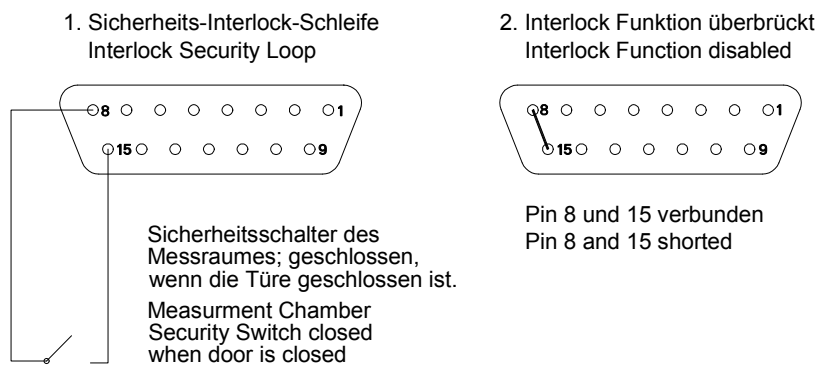 1. Sicherheits-Interlock-Schleife
Interlock Security Loop
8 1
15 9
Sicherheitsschalter des
Messraumes; geschlossen,
wenn die Türe geschlossen ist.
Measurment Chamber
Security Switch closed
when door is closed
2. Interlock Funktion überbrückt
Interlock Function disabled
8 1
15 9
Pin 8 und 15 verbunden
Pin 8 and 15 shorted